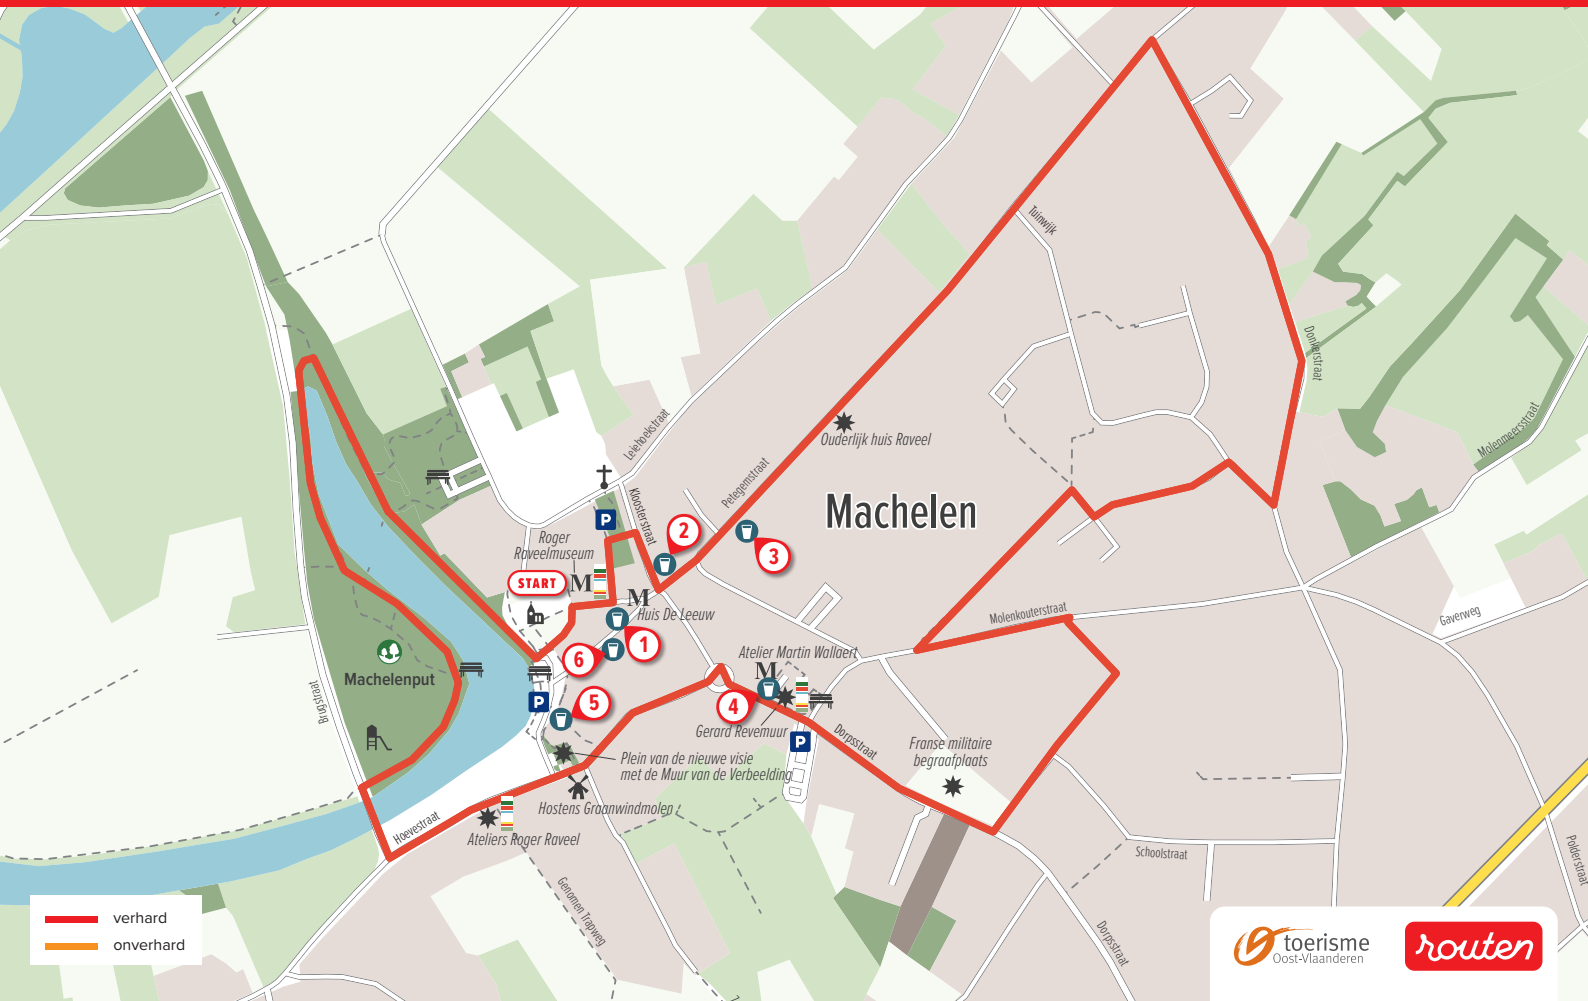 Tuinwijk
Donkerstraat
Molenmeersstraat
Leiehoekstraat
Ouderlijk huis Raveel
Petegemstraat
Kloosterstraat
Machelen
P
2
3
Roger
Raveelmuseum
START
M
M
Huis De Leeuw
1
6
Molenkouterstraat
Gaverweg
Atelier Martin Wallaert
M
Machelenput
Brugstraat
P
5
4
Gerard Revemuur
P
Dorpsstraat
Franse militaire
begraafplaats
Plein van de nieuwe visie
met de Muur van de Verbeelding
Hostens Graanwindmolen
Hoevestraat
Ateliers Roger Raveel
Schoolstraat
Polderstraat
Genomen Trapweg
Dorpsstraat
verhard
onverhard
toerisme
Oost-Vlaanderen
routen